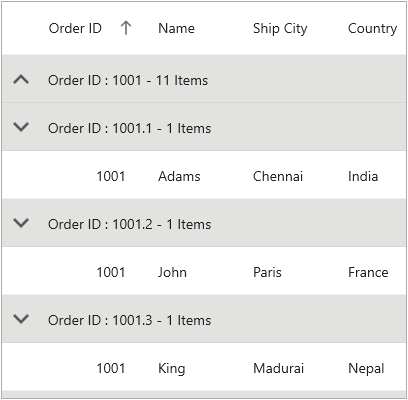 Order ID Name Ship City Country
Order ID : 1001 - 11 Items
Order ID : 1001.1 - 1 Items
1001 Adams Chennai India
Order ID : 1001.2 - 1 Items
1001 John Paris France
Order ID : 1001.3 - 1 Items
1001 King Madurai Nepal